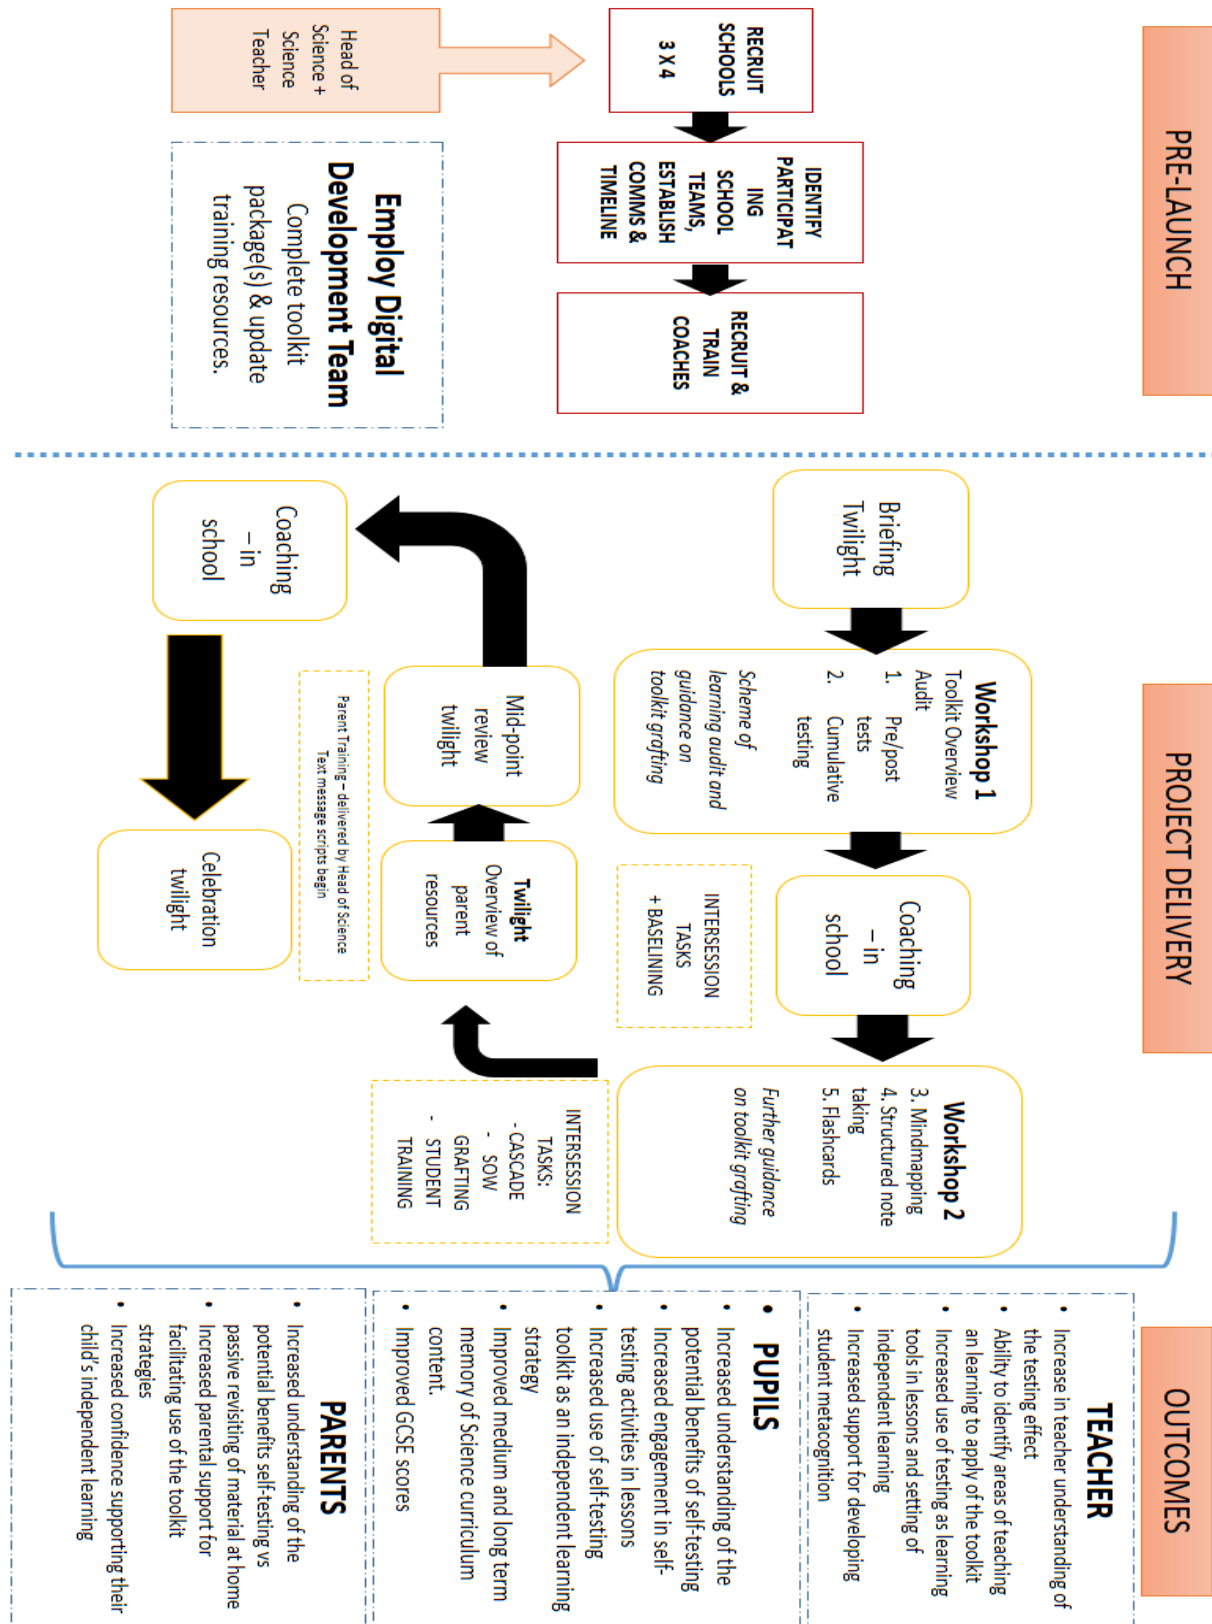 PRE-LAUNCH
RECRUIT
SCHOOLS
3 X 4
IDENTIFY
PARTICIPAT
ING
SCHOOL
TEAMS,
ESTABLISH
COMMS &
TIMELINE
RECRUIT &
TRAIN
COACHES
Head of
Science +
Science
Teacher
Employ Digital
Development Team
Complete toolkit
package(s) & update
training resources.
PROJECT DELIVERY
Briefing
Twilight
Workshop 1
Toolkit Overview
Audit
1. Pre/post
tests
2. Cumulative
testing
Scheme of
learning audit and
guidance on
toolkit grafting
Coaching
– in
school
INTERSESSION
TASKS
+ BASELINING
Workshop 2
3. Mindmapping
4. Structured note
taking
5. Flashcards
Further guidance
on toolkit grafting
INTERSESSION
TASKS:
- CASCADE
- SOW
GRAFTING
- STUDENT
TRAINING
Twilight
Overview of
parent
resources
Mid-point
review
twilight
Parent Training – delivered by Head of Science
Text message scripts begin
Coaching
– in
school
Celebration
twilight
OUTCOMES
TEACHER
• Increase in teacher understanding of
the testing effect
• Ability to identify areas of teaching
an learning to apply of the toolkit
• Increased use of testing as learning
tools in lessons and setting of
independent learning
• Increased support for developing
student metacognition
• PUPILS
• Increased understanding of the
potential benefits of self-testing
• Increased engagement in self-
testing activities in lessons
• Increased use of self-testing
toolkit as an independent learning
strategy
• Improved medium and long term
memory of Science curriculum
content.
• Improved GCSE scores
PARENTS
• Increased understanding of the
potential benefits self-testing vs
passive revisiting of material at home
• Increased parental support for
facilitating use of the toolkit
strategies
• Increased confidence supporting their
child's independent learning